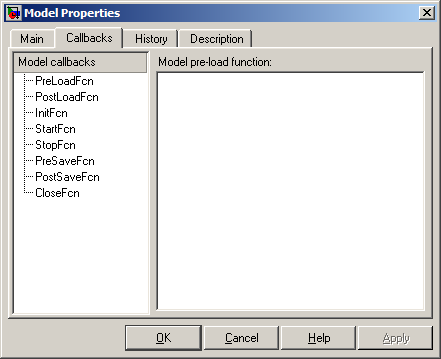 Model Properties
Main Callbacks History Description
Model callbacks
Model pre-load function:
PreLoadFcn
PostLoadFcn
InitFcn
StartFcn
StopFcn
PreSaveFcn
PostSaveFcn
CloseFcn
OK Cancel Help Apply